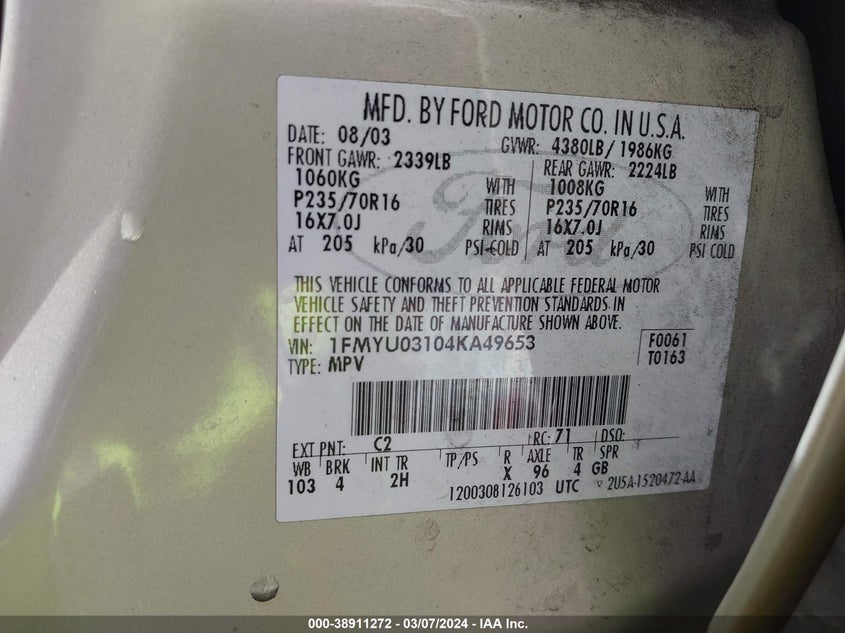 MFD. BY FORD MOTOR CO. IN U.S.A.
DATE: 08/03 GVWR: 4380LB/ 1986KG
FRONT GAWR: 2339LB REAR GAWR: 2224LB
1060KG WITH 1008KG WITH
P235/70R16 TIRES P235/70R16 TIRES
16X7.0J RIMS 16X7.0J RIMS
AT 205 kPa/30 PSI-COLD AT 205 kPa/30 PSI COLD
Ford
THIS VEHICLE CONFORMS TO ALL APPLICABLE FEDERAL MOTOR
VEHICLE SAFETY AND THEFT PREVENTION STANDARDS IN
EFFECT ON THE DATE OF MANUFACTURE SHOWN ABOVE.
VIN: 1FMYU03104KA49653 F0061
TYPE: MPV T0163
EXT PNT: C2 RC: 71 DSO:
WB BRK INT TR TP/PS R AXLE TR SPR
103 4 2H X 96 4 GB
1200308126103 UTC 2U5A-1520472-AA
000-38911272 - 03/07/2024 - IAA Inc.